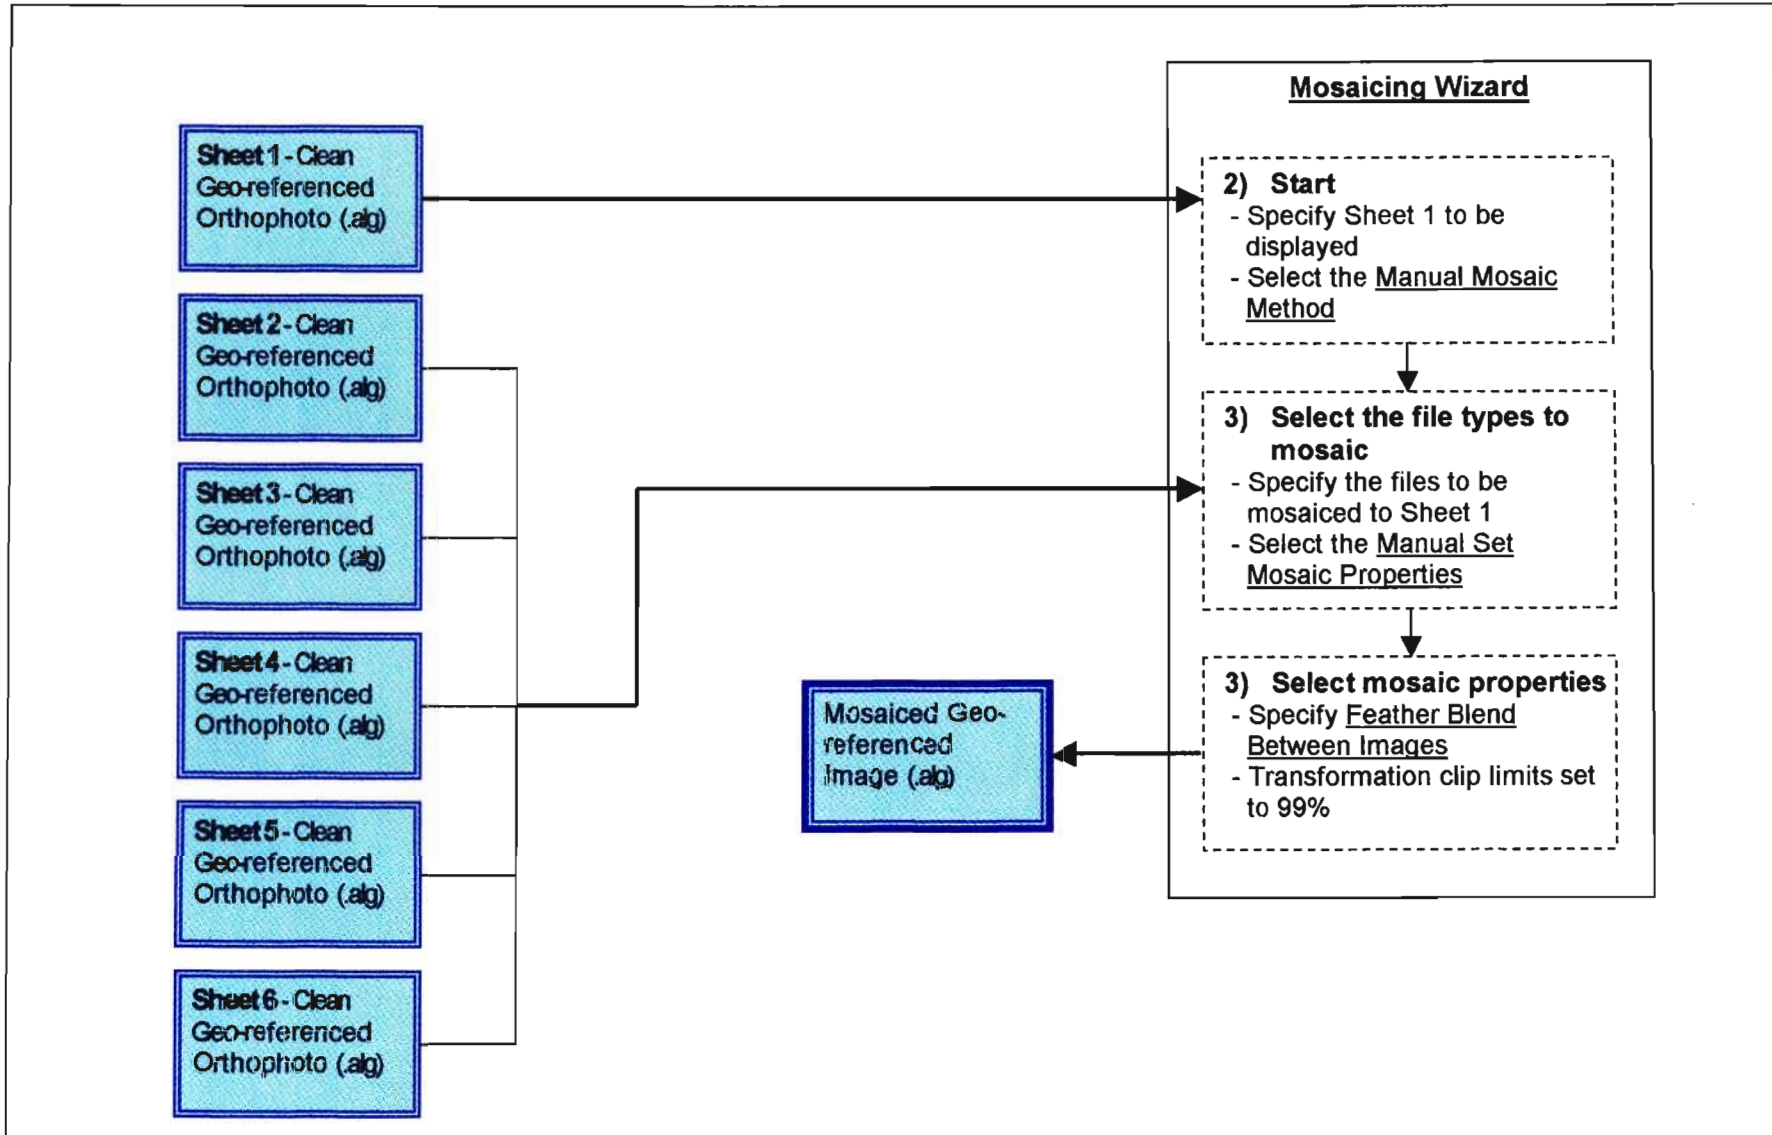 Mosaicing Wizard
Sheet 1 - Clean
Geo-referenced
Orthophoto (.alg)
Sheet 2 - Clean
Geo-referenced
Orthophoto (.alg)
Sheet 3 - Clean
Geo-referenced
Orthophoto (.alg)
Sheet 4 - Clean
Geo-referenced
Orthophoto (.alg)
Sheet 5 - Clean
Geo-referenced
Orthophoto (.alg)
Sheet 6 - Clean
Geo-referenced
Orthophoto (.alg)
2) Start
- Specify Sheet 1 to be
displayed
- Select the Manual Mosaic
Method
3) Select the file types to
mosaic
- Specify the files to be
mosaiced to Sheet 1
- Select the Manual Set
Mosaic Properties
3) Select mosaic properties
- Specify Feather Blend
Between Images
- Transformation clip limits set
to 99%
Mosaiced Geo-
referenced
Image (.alg)